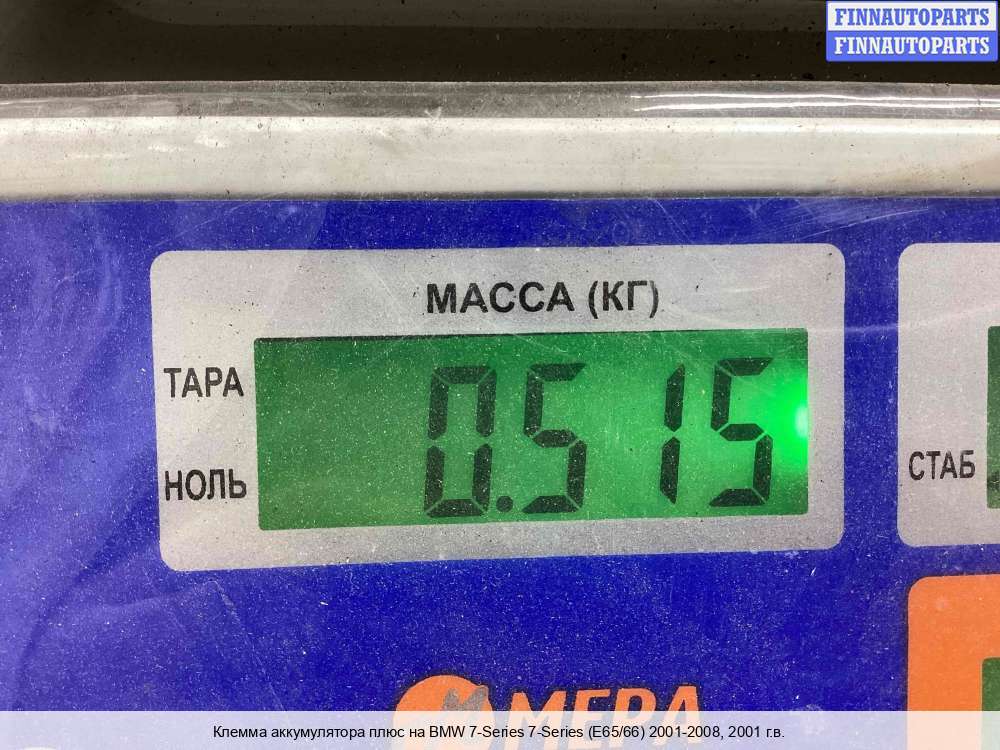 FINNAUTOPARTS
FINNAUTOPARTS
МАССА (КГ)
ТАРА
0.515
НОЛЬ
СТАБ
МЕРА
Клемма аккумулятора плюс на BMW 7-Series 7-Series (E65/66) 2001-2008, 2001 г.в.